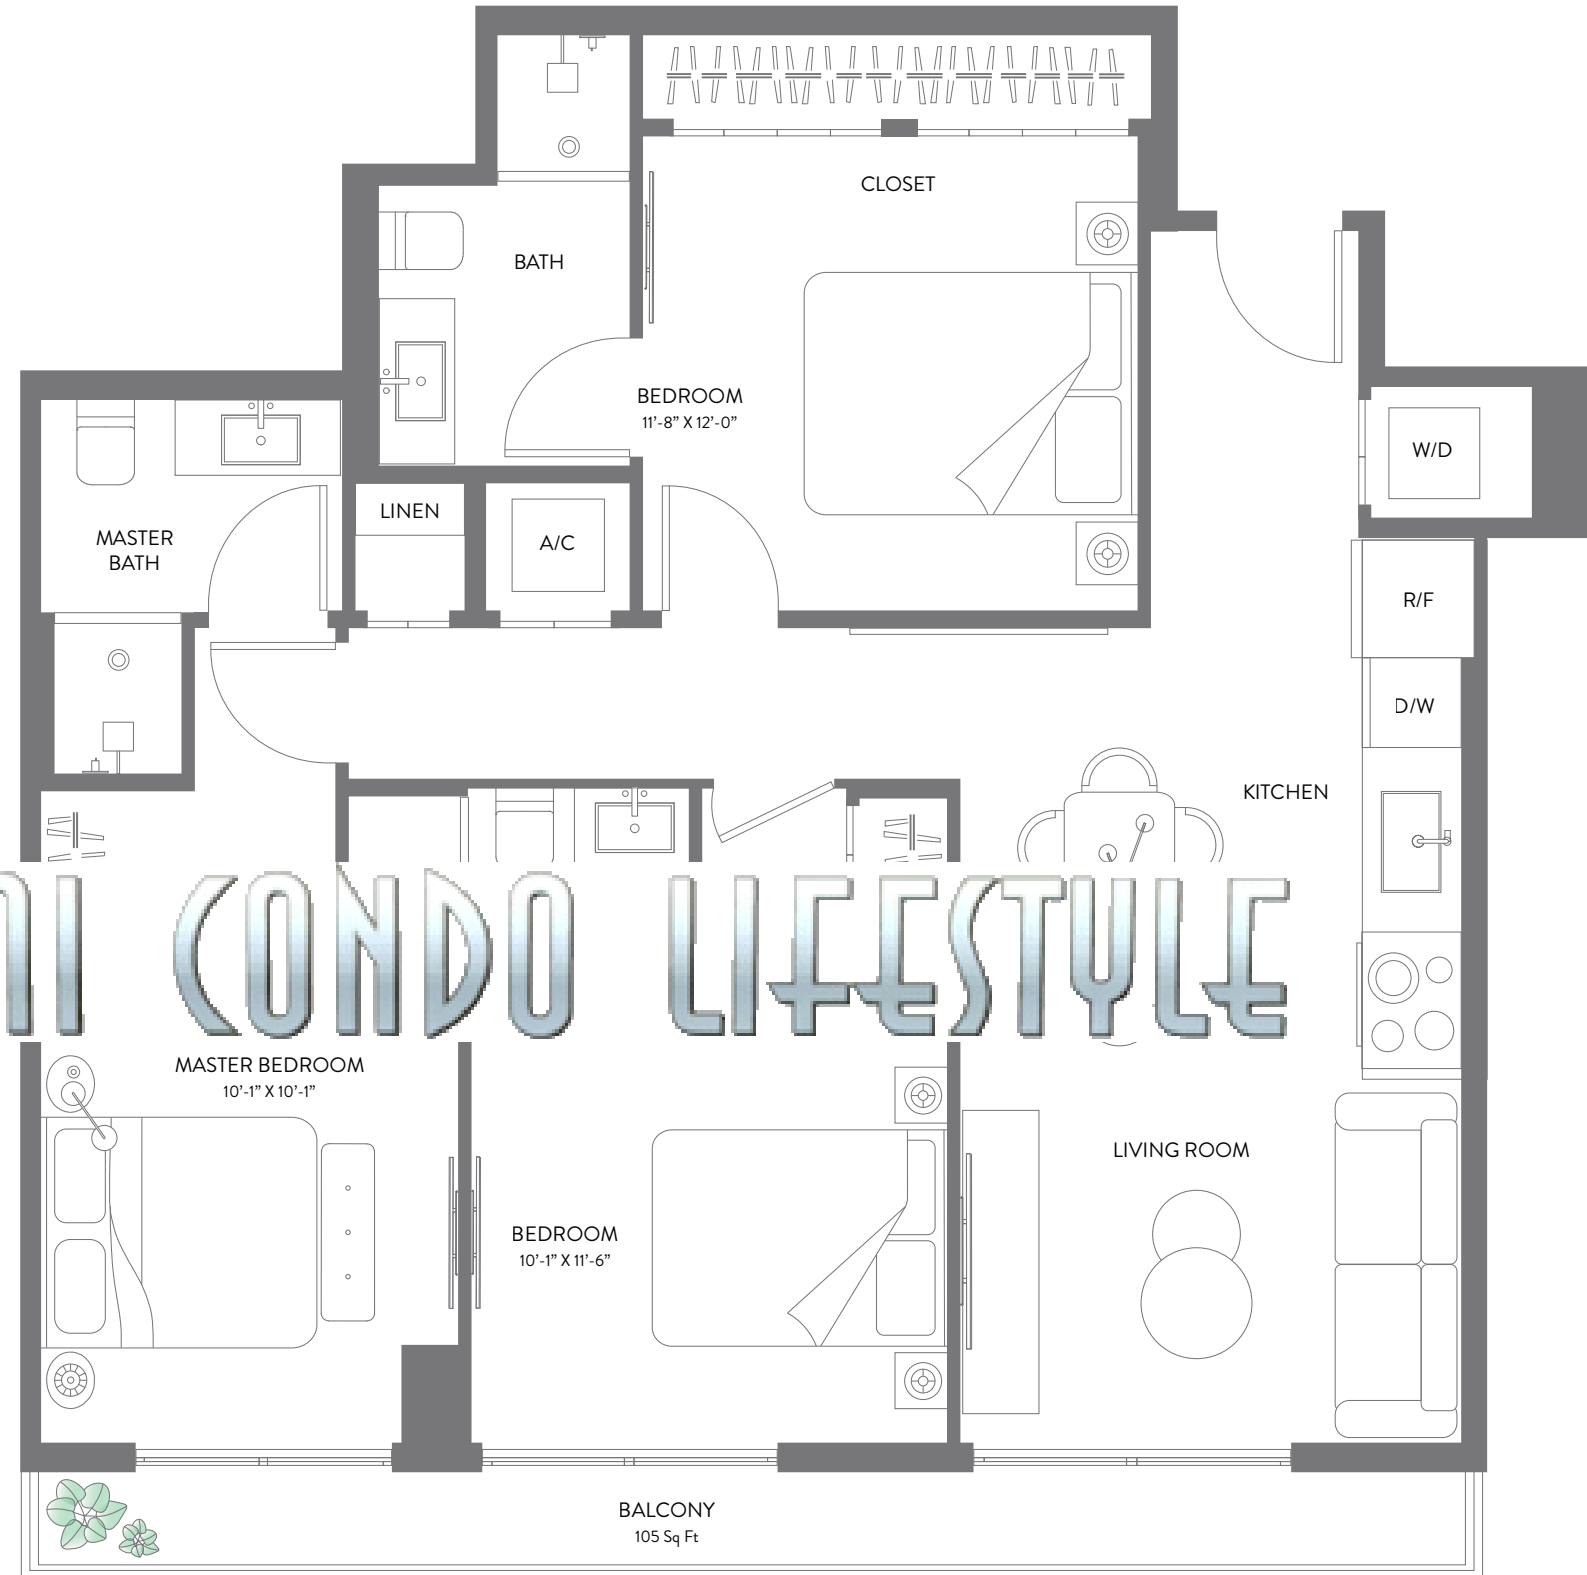 CLOSET
BATH
BEDROOM
11'-8" X 12'-0"
W/D
LINEN
A/C
MASTER
BATH
R/F
D/W
KITCHEN
CONDO LIFESTYLE
MASTER BEDROOM
10'-1" X 10'-1"
LIVING ROOM
BEDROOM
10'-1" X 11'-6"
BALCONY
105 Sq Ft